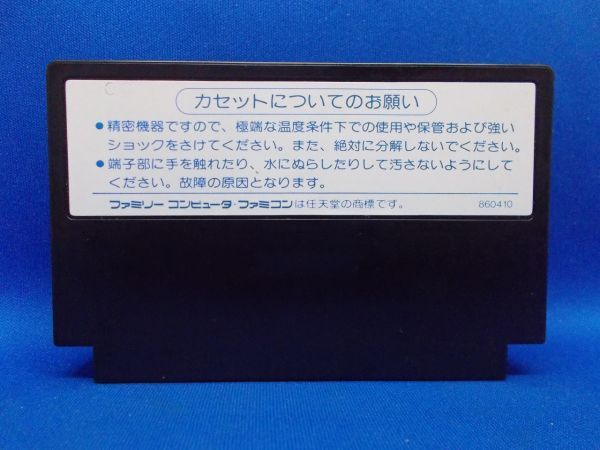 カセットについてのお願い
●精密機器ですので、極端な温度条件下での使用や保管および強い
ショックをさけてください。また、絶対に分解しないでください。
●端子部に手を触れたり、水にぬらしたりして汚さないようにして
ください。故障の原因となります。
ファミリー コンピュータ・ファミコンは任天堂の商標です。 860410